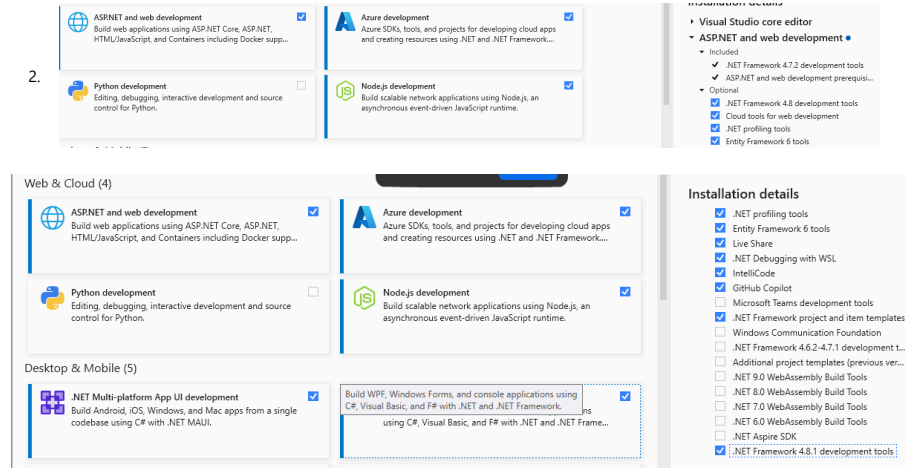 Installation details
ASP.NET and web development
Build web applications using ASP.NET Core, ASP.NET,
HTML/JavaScript, and Containers including Docker supp...
Azure development
Azure SDKs, tools, and projects for developing cloud apps
and creating resources using .NET and .NET Framework....
Visual Studio core editor
ASP.NET and web development
Included
.NET Framework 4.7.2 development tools
ASP.NET and web development prerequisi...
Optional
.NET Framework 4.8 development tools
Cloud tools for web development
.NET profiling tools
Entity Framework 6 tools
2.
Python development
Editing, debugging, interactive development and source
control for Python.
Node.js development
Build scalable network applications using Node.js, an
asynchronous event-driven JavaScript runtime.
Web & Cloud (4)
ASP.NET and web development
Build web applications using ASP.NET Core, ASP.NET,
HTML/JavaScript, and Containers including Docker supp...
Azure development
Azure SDKs, tools, and projects for developing cloud apps
and creating resources using .NET and .NET Framework....
Python development
Editing, debugging, interactive development and source
control for Python.
Node.js development
Build scalable network applications using Node.js, an
asynchronous event-driven JavaScript runtime.
Desktop & Mobile (5)
.NET Multi-platform App UI development
Build Android, iOS, Windows, and Mac apps from a single
codebase using C# with .NET MAUI.
Build WPF, Windows Forms, and console applications using
C#, Visual Basic, and F# with .NET and .NET Framework.
using C#, Visual Basic, and F# with .NET and .NET Frame...
Installation details
.NET profiling tools
Entity Framework 6 tools
Live Share
.NET Debugging with WSL
IntelliCode
GitHub Copilot
Microsoft Teams development tools
.NET Framework project and item templates
Windows Communication Foundation
.NET Framework 4.6.2-4.7.1 development t...
Additional project templates (previous ver...
.NET 9.0 WebAssembly Build Tools
.NET 8.0 WebAssembly Build Tools
.NET 7.0 WebAssembly Build Tools
.NET 6.0 WebAssembly Build Tools
.NET Aspire SDK
.NET Framework 4.8.1 development tools